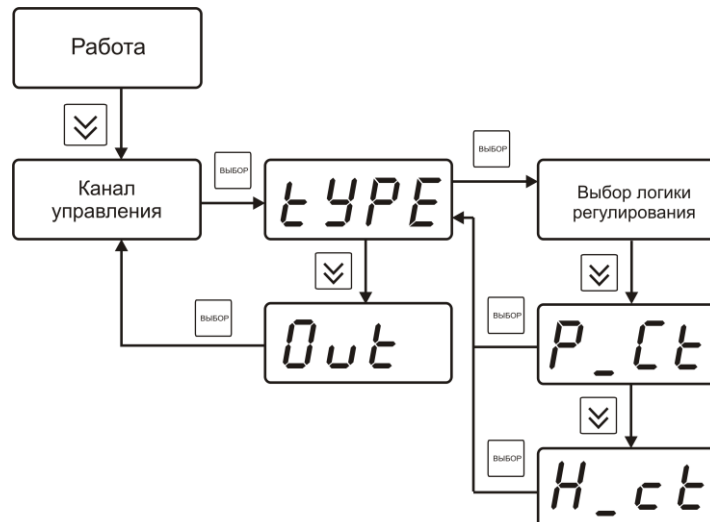 Работа
Канал
управления
ВЫБОР
tYPE
ВЫБОР
Выбор логики
регулирования
ВЫБОР
Out
ВЫБОР
P_Ct
ВЫБОР
H_ct